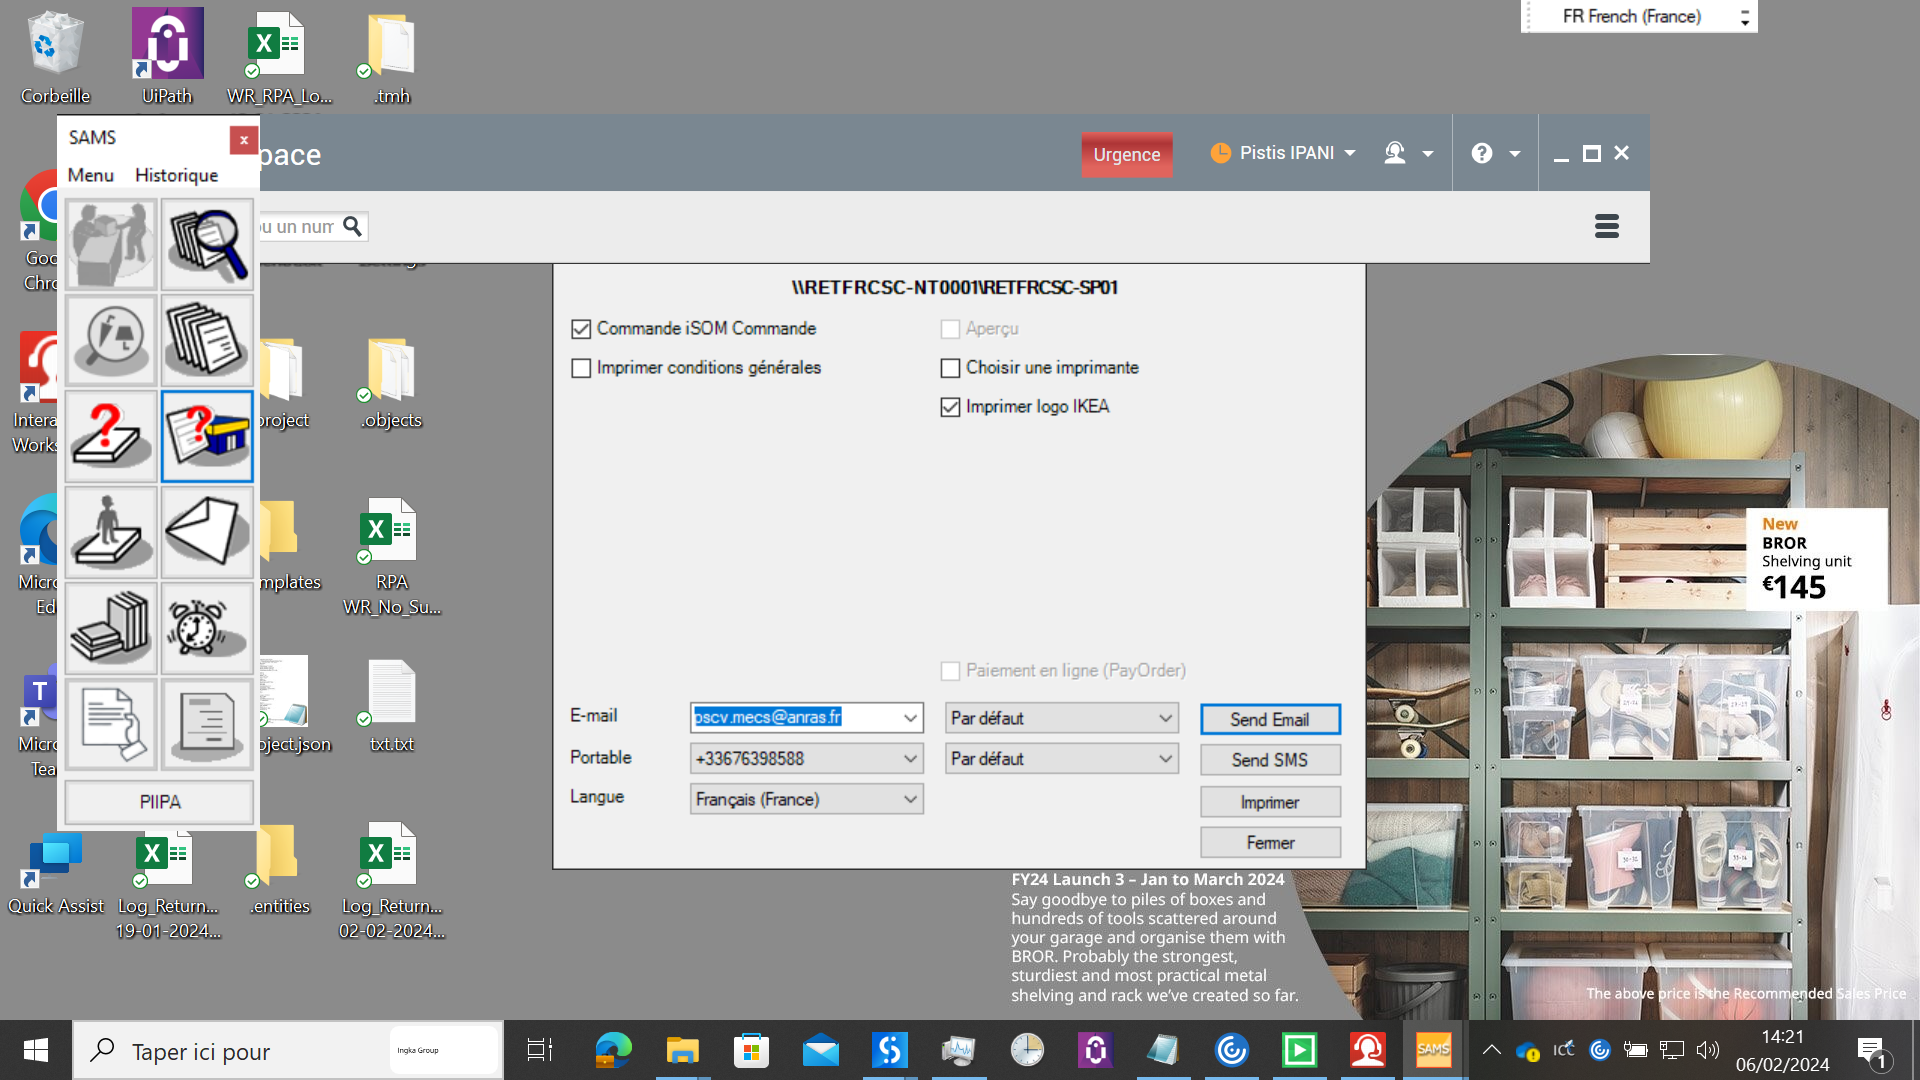 FR French (France)
Corbeille
UiPath
WR_RPA_Lo...
.tmh
SAMS
x
Menu Historique
pace
Urgence
Pistis IPANI
ou un num
\\RETFRCSC-NT0001\RETFRCSC-SP01
Commande iSOM Commande
Aperçu
Imprimer conditions générales
Choisir une imprimante
Imprimer logo IKEA
Goo
Chro
Intera
Works
project
.objects
New
BROR
Shelving unit
€145
Micro
Ed
mplates
RPA
WR_No_Su...
Paiement en ligne (PayOrder)
E-mail
pscv.mecs@anras.fr
Par défaut
Send Email
Portable
+33676398588
Par défaut
Send SMS
Langue
Français (France)
Imprimer
Fermer
Micro
Tea
oject.json
txt.txt
PIIPA
Quick Assist
Log_Return...
19-01-2024...
.entities
Log_Return...
02-02-2024...
FY24 Launch 3 – Jan to March 2024
Say goodbye to piles of boxes and
hundreds of tools scattered around
your garage and organise them with
BROR. Probably the strongest,
sturdiest and most practical metal
shelving and rack we've created so far.
The above price is the Recommended Sales Price
Taper ici pour
Ingka Group
SAMS
ICC
14:21
06/02/2024
1